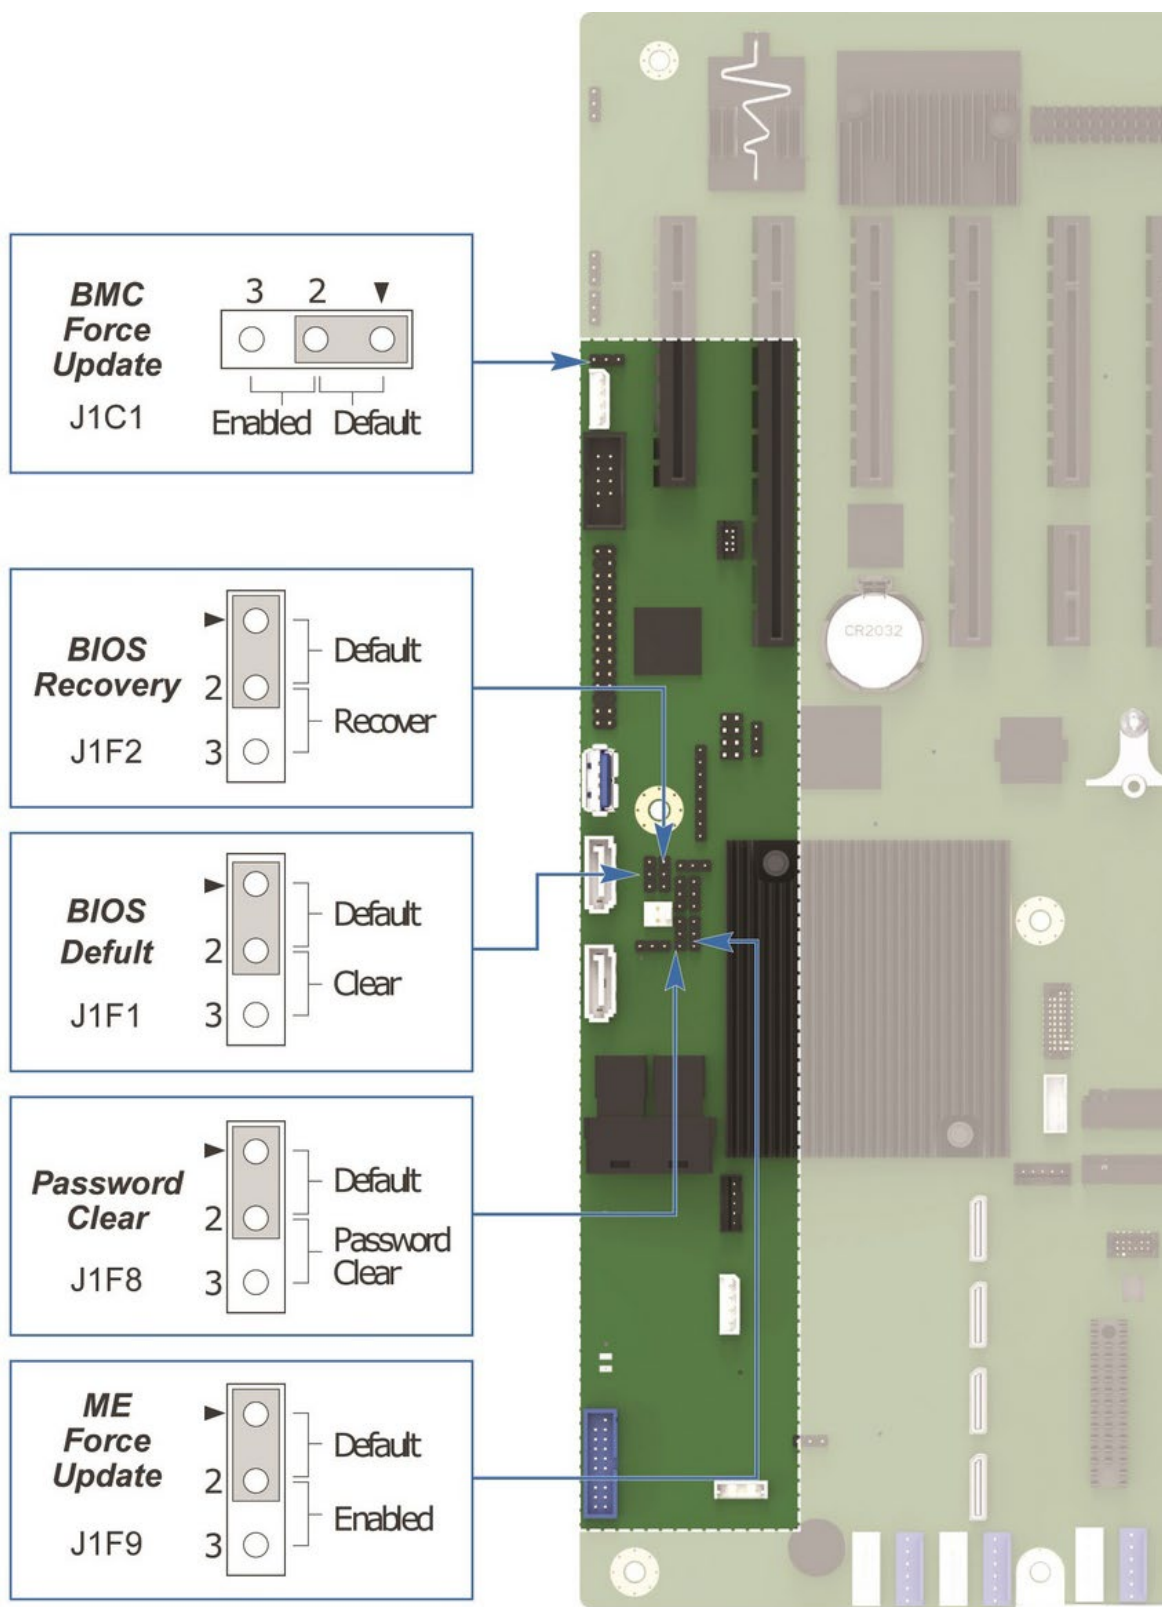 BMC
Force
Update
J1C1
3 2
Enabled Default
BIOS
Recovery
J1F2
2
3
Default
Recover
BIOS
Defult
J1F1
2
3
Default
Clear
Password
Clear
J1F8
2
3
Default
Password
Clear
ME
Force
Update
J1F9
2
3
Default
Enabled
CR2032